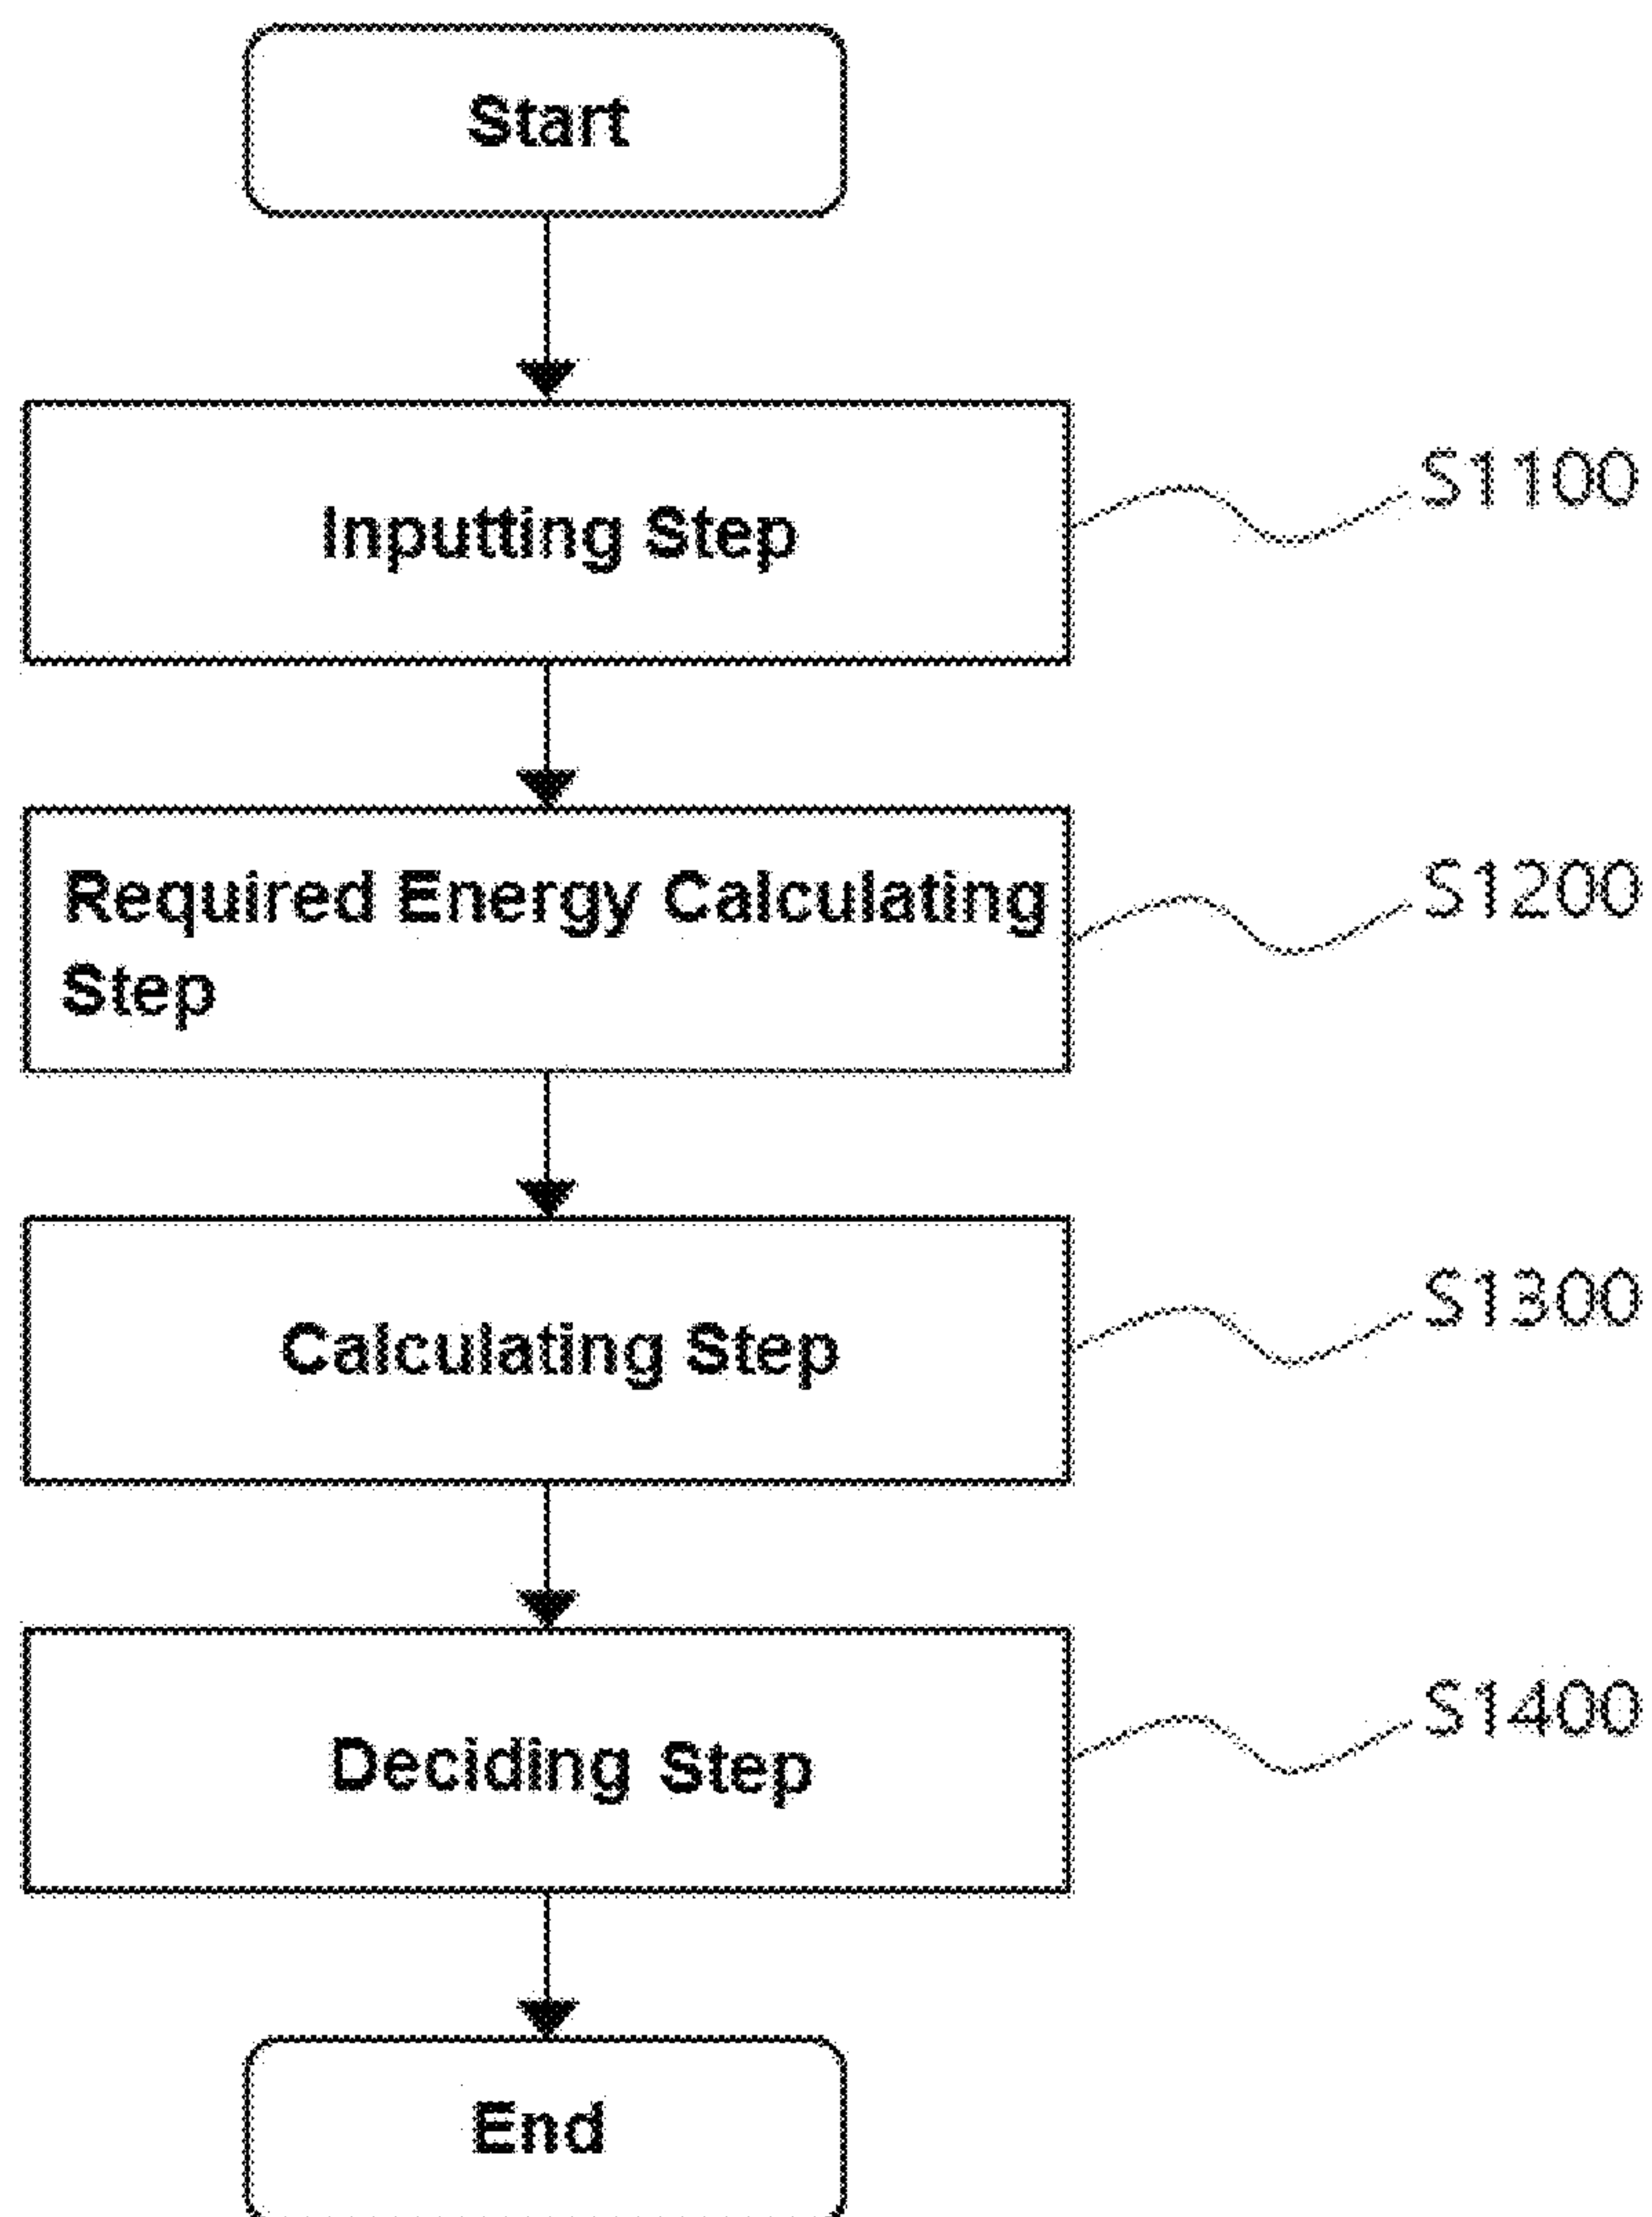 Start
Inputting Step
S1100
Required Energy Calculating
Step
S1200
Calculating Step
S1300
Deciding Step
S1400
End